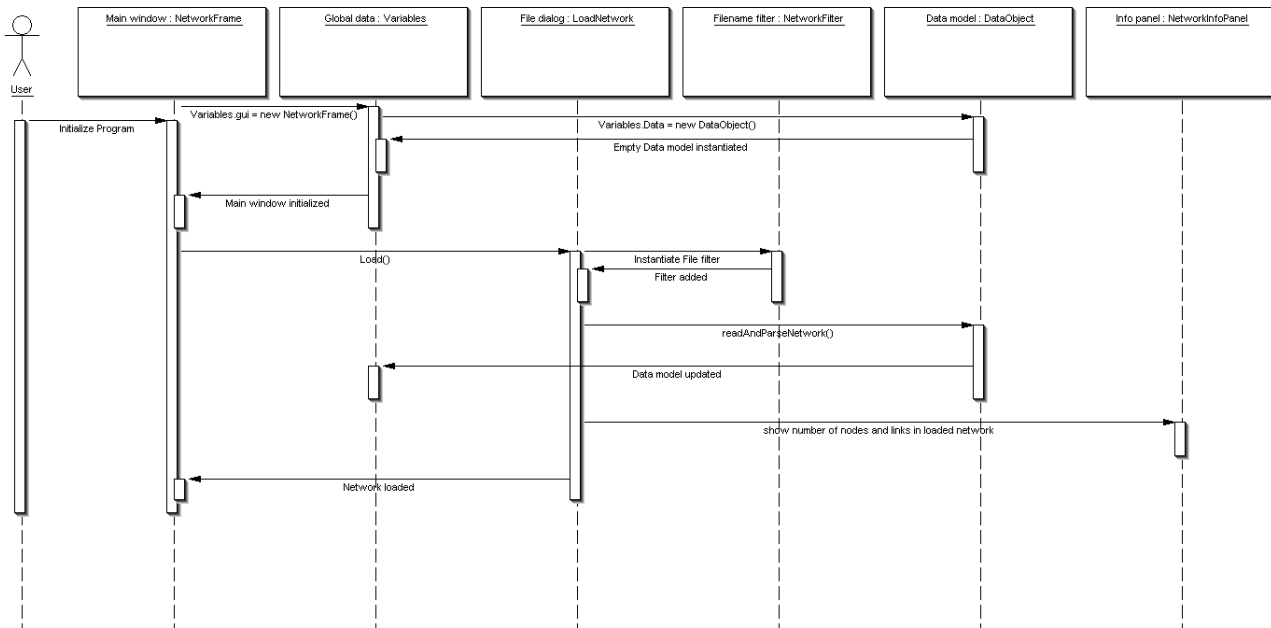 Main window : NetworkFrame
Global data : Variables
File dialog : LoadNetwork
Filename filter : NetworkFilter
Data model : DataObject
Info panel : NetworkInfoPanel
User
Variables.gui = new NetworkFrame()
Initialize Program
Variables.Data = new DataObject()
Empty Data model instantiated
Main window initialized
Load()
Instantiate File filter
Filter added
readAndParseNetwork()
Data model updated
show number of nodes and links in loaded network
Network loaded